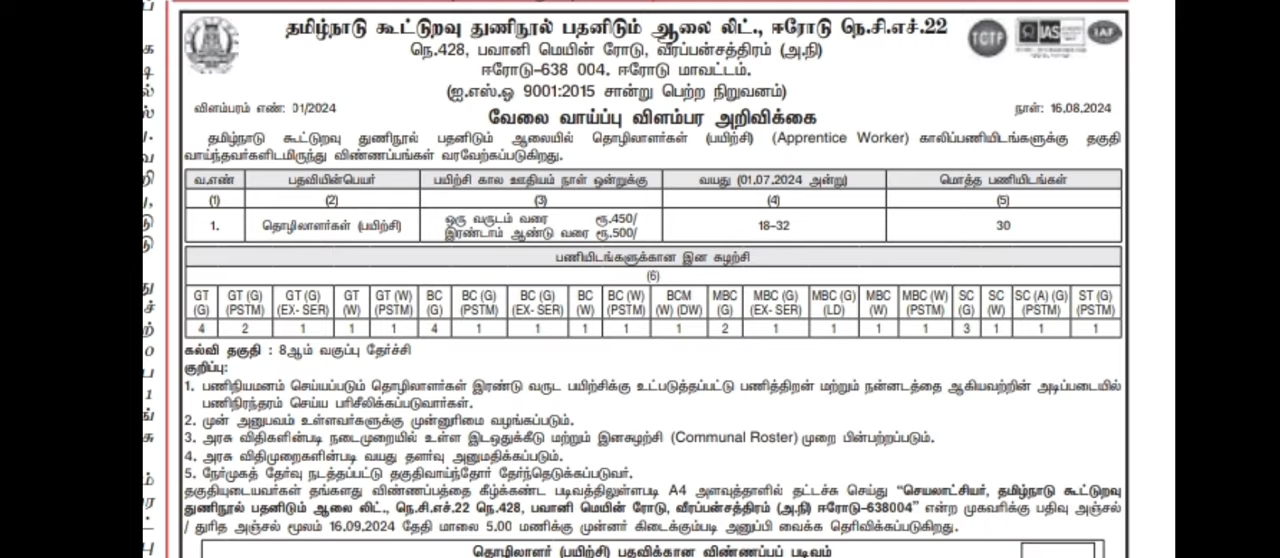 தமிழ்நாடு கூட்டுறவு துணிநூல் பதனிடும் ஆலை லிட்., ஈரோடு நெ.சி.எச்.22
நெ.428, பவானி மெயின் ரோடு, வீரப்பன்சத்திரம் (அ.நி)
ஈரோடு-638 004. ஈரோடு மாவட்டம்.
(ஐ.எஸ்.ஓ 9001:2015 சான்று பெற்ற நிறுவனம்)
TCTP IAS IAF
விளம்பரம் எண்: 01/2024 நாள்: 16.08.2024
வேலை வாய்ப்பு விளம்பர அறிவிக்கை
தமிழ்நாடு கூட்டுறவு துணிநூல் பதனிடும் ஆலையில் தொழிலாளர்கள் (பயிற்சி) (Apprentice Worker) காலிப்பணியிடங்களுக்கு தகுதி
வாய்ந்தவர்களிடமிருந்து விண்ணப்பங்கள் வரவேற்கப்படுகிறது.
வ.எண் பதவியின்பெயர் பயிற்சி கால ஊதியம் நாள் ஒன்றுக்கு வயது (01.07.2024 அன்று) மொத்த பணியிடங்கள்
(1) (2) (3) (4) (5)
1. தொழிலாளர்கள் (பயிற்சி) ஒரு வருடம் வரை ரூ.450/ 18-32 30
இரண்டாம் ஆண்டு வரை ரூ.500/
பணியிடங்களுக்கான இன சுழற்சி
(6)
GT (G) GT (G) (PSTM) GT (G) (EX- SER) GT (W) GT (W) (PSTM) BC (G) BC (G) (PSTM) BC (G) (EX- SER) BC (W) BC (W) (PSTM) BCM (W) (DW) MBC (G) MBC (G) (EX- SER) MBC (G) (LD) MBC (W) MBC (W) (PSTM) SC (G) SC (W) SC (A) (G) (PSTM) ST (G) (PSTM)
4 2 1 1 1 4 1 1 1 1 1 2 1 1 1 1 3 1 1 1
கல்வி தகுதி : 8ஆம் வகுப்பு தேர்ச்சி
குறிப்பு:
1. பணிநியமனம் செய்யப்படும் தொழிலாளர்கள் இரண்டு வருட பயிற்சிக்கு உட்படுத்தப்பட்டு பணித்திறன் மற்றும் நன்னடத்தை ஆகியவற்றின் அடிப்படையில்
பணிநிரந்தரம் செய்ய பரிசீலிக்கப்படுவார்கள்.
2. முன் அனுபவம் உள்ளவர்களுக்கு முன்னுரிமை வழங்கப்படும்.
3. அரசு விதிகளின்படி நடைமுறையில் உள்ள இடஒதுக்கீடு மற்றும் இனசுழற்சி (Communal Roster) முறை பின்பற்றப்படும்.
4. அரசு விதிமுறைகளின்படி வயது தளர்வு அனுமதிக்கப்படும்.
5. நேர்முகத் தேர்வு நடத்தப்பட்டு தகுதிவாய்ந்தோர் தேர்ந்தெடுக்கப்படுவர்.
தகுதியுடையவர்கள் தங்களது விண்ணப்பத்தை கீழ்க்கண்ட படிவத்திலுள்ளபடி A4 அளவுத்தாளில் தட்டச்சு செய்து "செயலாட்சியர், தமிழ்நாடு கூட்டுறவு
துணிநூல் பதனிடும் ஆலை லிட்., நெ.சி.எச்.22 நெ.428, பவானி மெயின் ரோடு, வீரப்பன்சத்திரம் (அ.நி) ஈரோடு-638004" என்ற முகவரிக்கு பதிவு அஞ்சல்
/ துரித அஞ்சல் மூலம் 16.09.2024 தேதி மாலை 5.00 மணிக்கு முன்னர் கிடைக்கும்படி அனுப்பி வைக்க தெரிவிக்கப்படுகிறது.
தொழிலாளர் (பயிற்சி) பதவிக்கான விண்ணப்பப் படிவம்